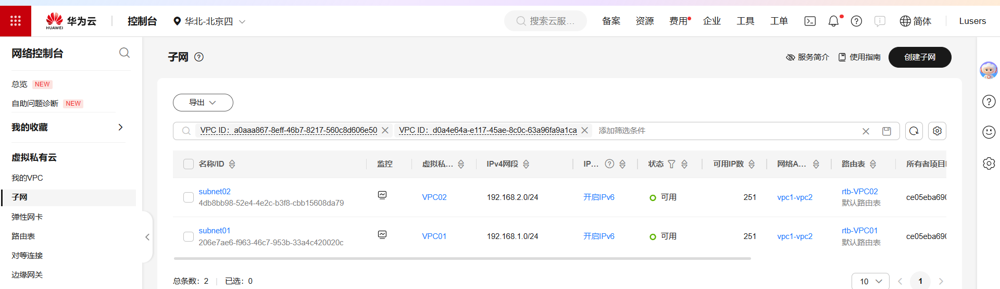 HUAWEI 华为云 控制台 华北-北京四 搜索云服... 备案 资源 费用 企业 工具 工单 简体 Lusers
网络控制台
总览 NEW
自助问题诊断 NEW
我的收藏
虚拟私有云
我的VPC
子网
弹性网卡
路由表
对等连接
边缘网关
子网 服务简介 使用指南 创建子网
导出
VPC ID：a0aaa867-8eff-46b7-8217-560c8d606e50 VPC ID：d0a4e64a-e117-45ae-8c0c-63a96fa9a1ca 添加筛选条件
名称/ID 监控 虚拟私... IPv4网段 IP... 状态 可用IP数 网络A... 路由表 所有者项目I
subnet02 VPC02 192.168.2.0/24 开启IPv6 可用 251 vpc1-vpc2 rtb-VPC02 ce05eba690
4db8bb98-52e4-4e2c-b3f8-cbb15608da79 默认路由表
subnet01 VPC01 192.168.1.0/24 开启IPv6 可用 251 vpc1-vpc2 rtb-VPC01 ce05eba690
206e7ae6-f963-46c7-953b-33a4c420020c 默认路由表
总条数：2 已选：0 10 1